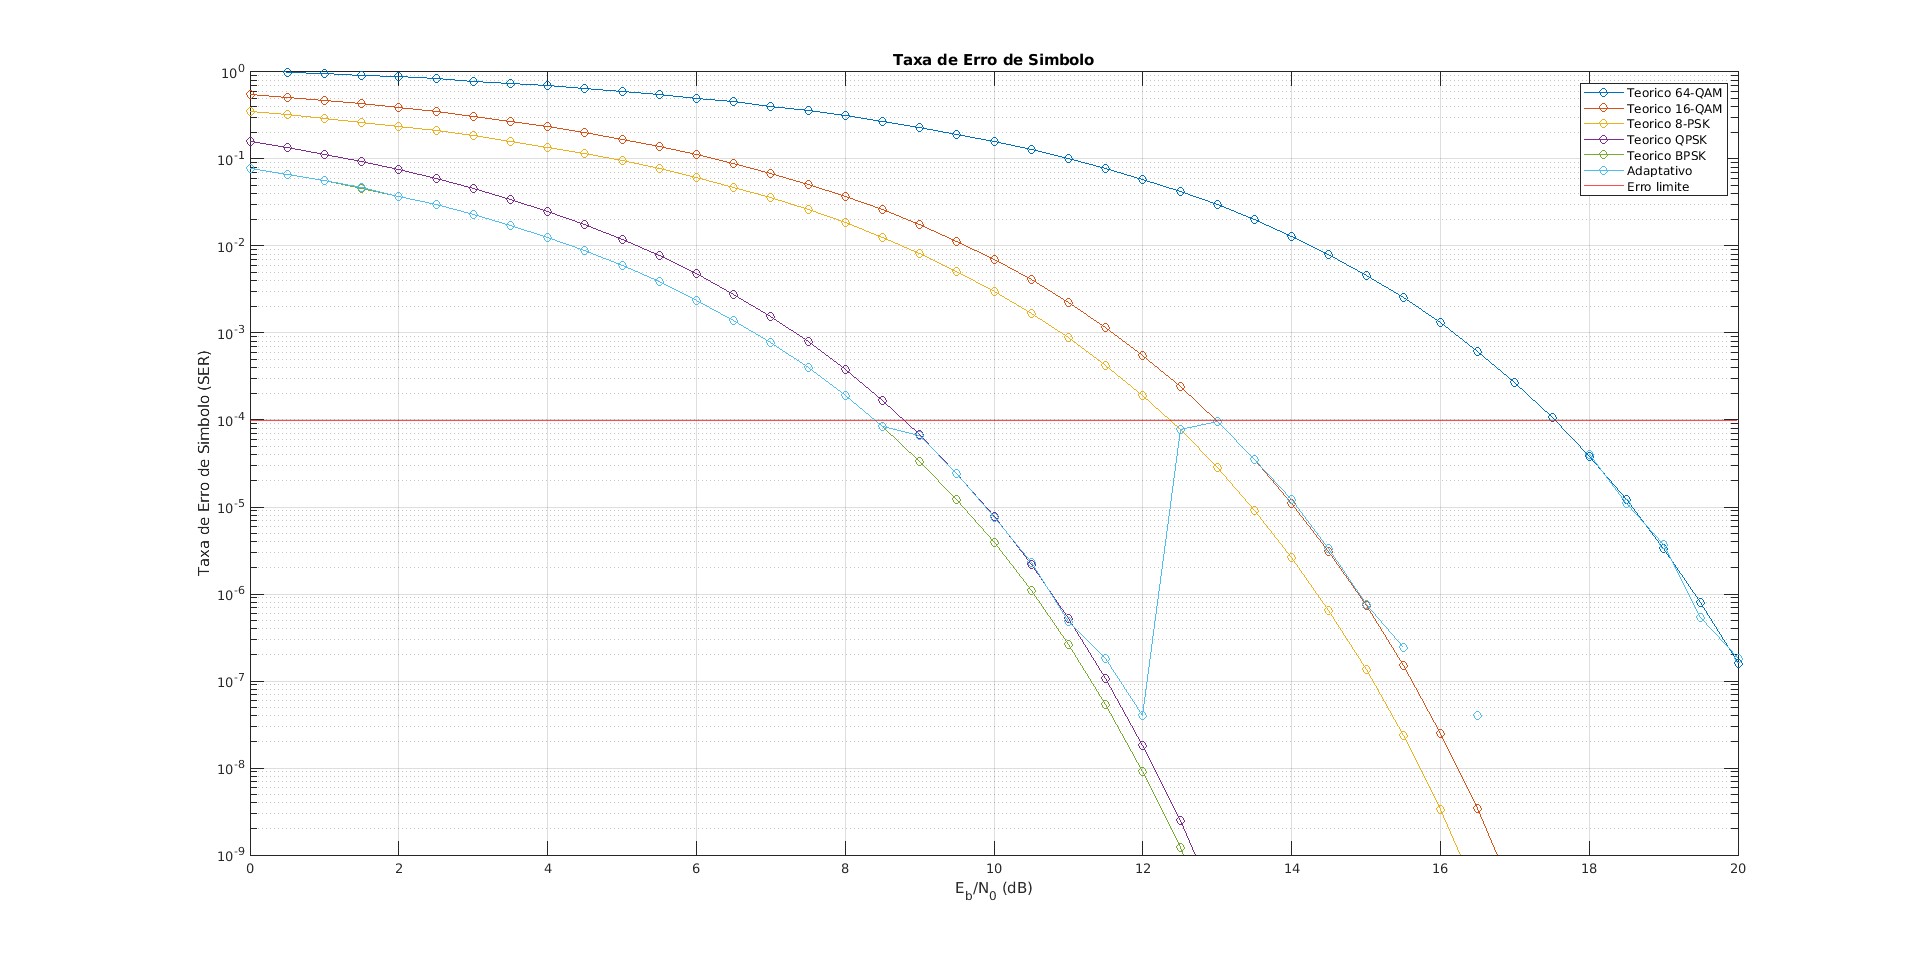 Taxa de Erro de Simbolo
Teorico 64-QAM
Teorico 16-QAM
Teorico 8-PSK
Teorico QPSK
Teorico BPSK
Adaptativo
Erro limite
Taxa de Erro de Simbolo (SER)
10^0
10^-1
10^-2
10^-3
10^-4
10^-5
10^-6
10^-7
10^-8
10^-9
0 2 4 6 8 10 12 14 16 18 20
E_b/N_0 (dB)